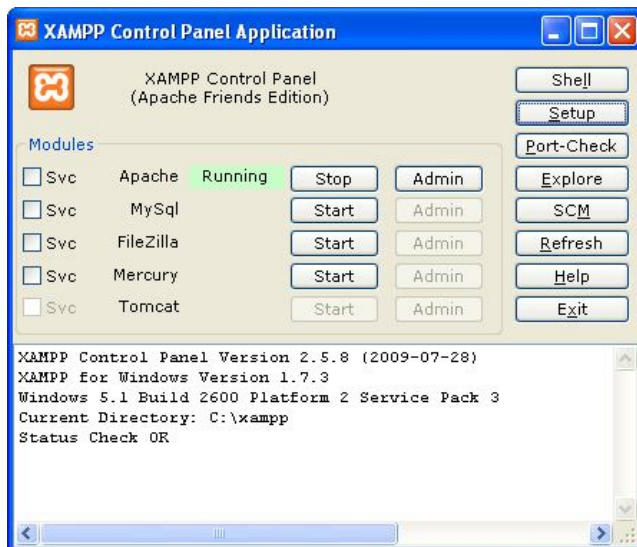 XAMPP Control Panel Application
XAMPP Control Panel
(Apache Friends Edition)
Shell
Setup
Port-Check
Explore
SCM
Refresh
Help
Exit
Modules
Svc Apache Running Stop Admin
Svc MySql Start Admin
Svc FileZilla Start Admin
Svc Mercury Start Admin
Svc Tomcat Start Admin
XAMPP Control Panel Version 2.5.8 (2009-07-28)
XAMPP for Windows Version 1.7.3
Windows 5.1 Build 2600 Platform 2 Service Pack 3
Current Directory: C:\xampp
Status Check OK